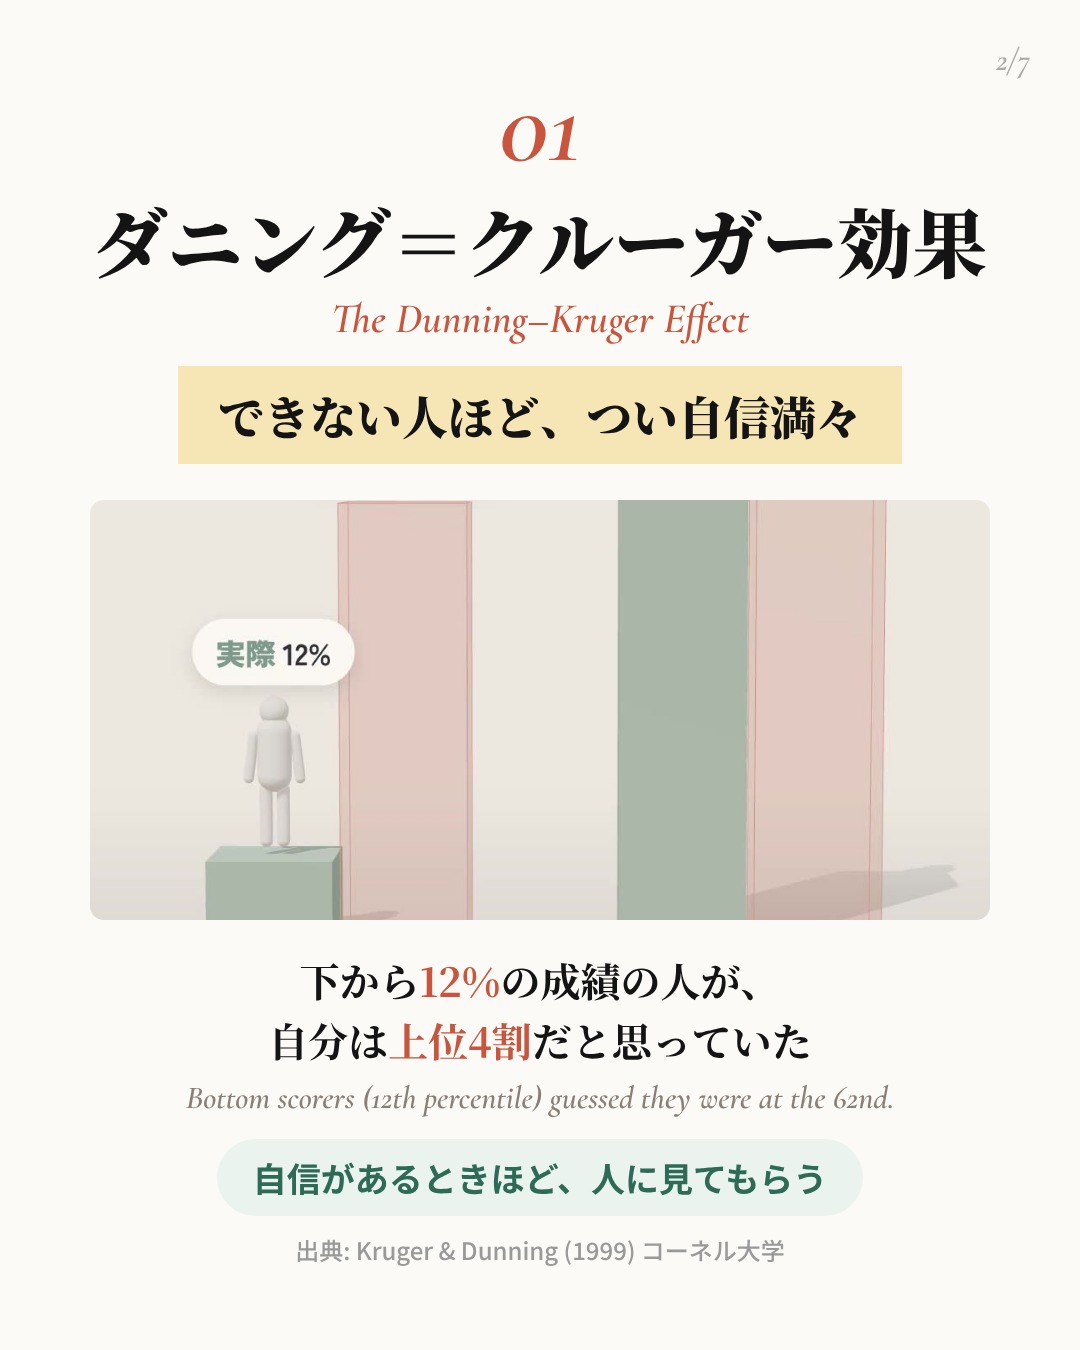 2/7
01
ダニング＝クルーガー効果
The Dunning–Kruger Effect
できない人ほど、つい自信満々
実際 12%
下から12%の成績の人が、
自分は上位4割だと思っていた
Bottom scorers (12th percentile) guessed they were at the 62nd.
自信があるときほど、人に見てもらう
出典: Kruger & Dunning (1999) コーネル大学